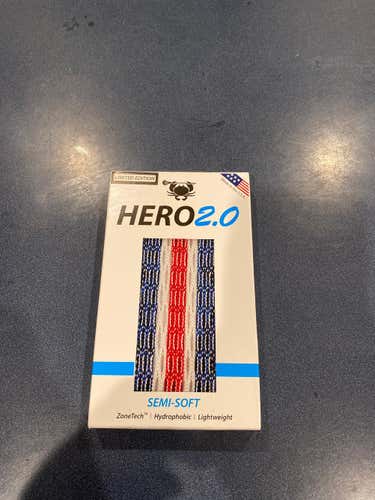 LIMITED EDITION
HERO2.0
SEMI-SOFT
ZoneTech™ | Hydrophobic | Lightweight